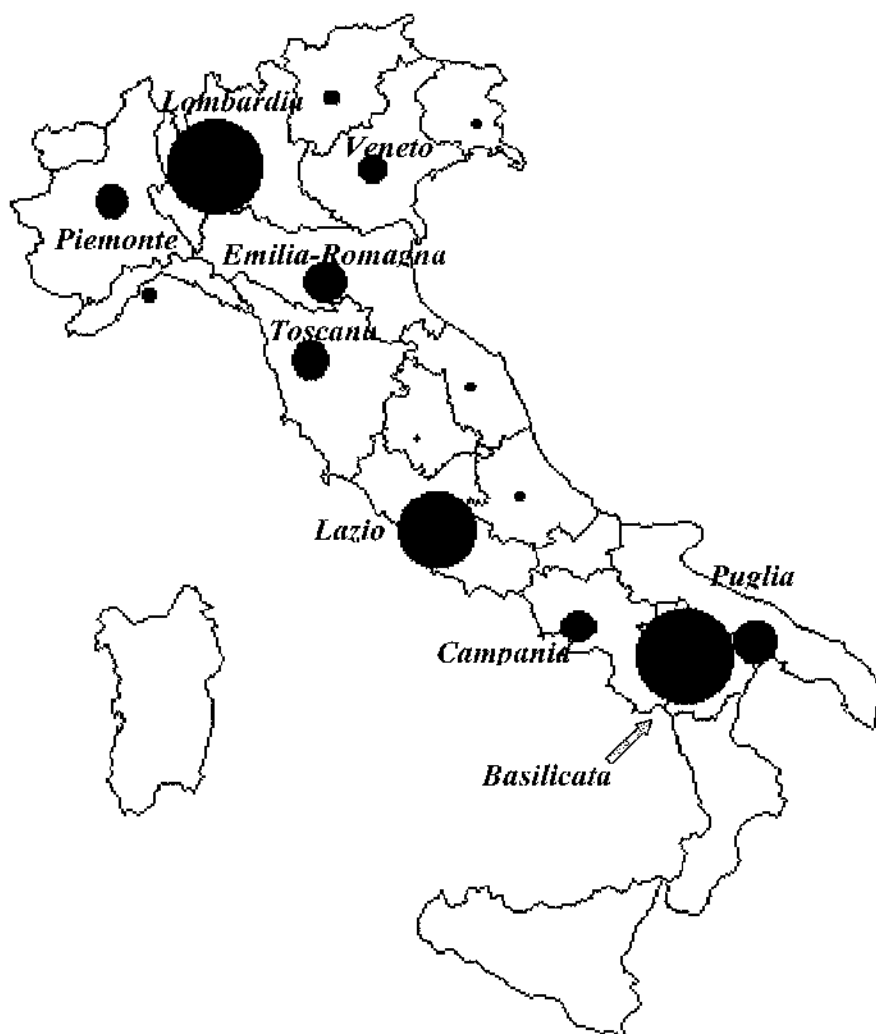 Lombardia
Veneto
Piemonte
Emilia-Romagna
Toscana
Lazio
Puglia
Campania
Basilicata